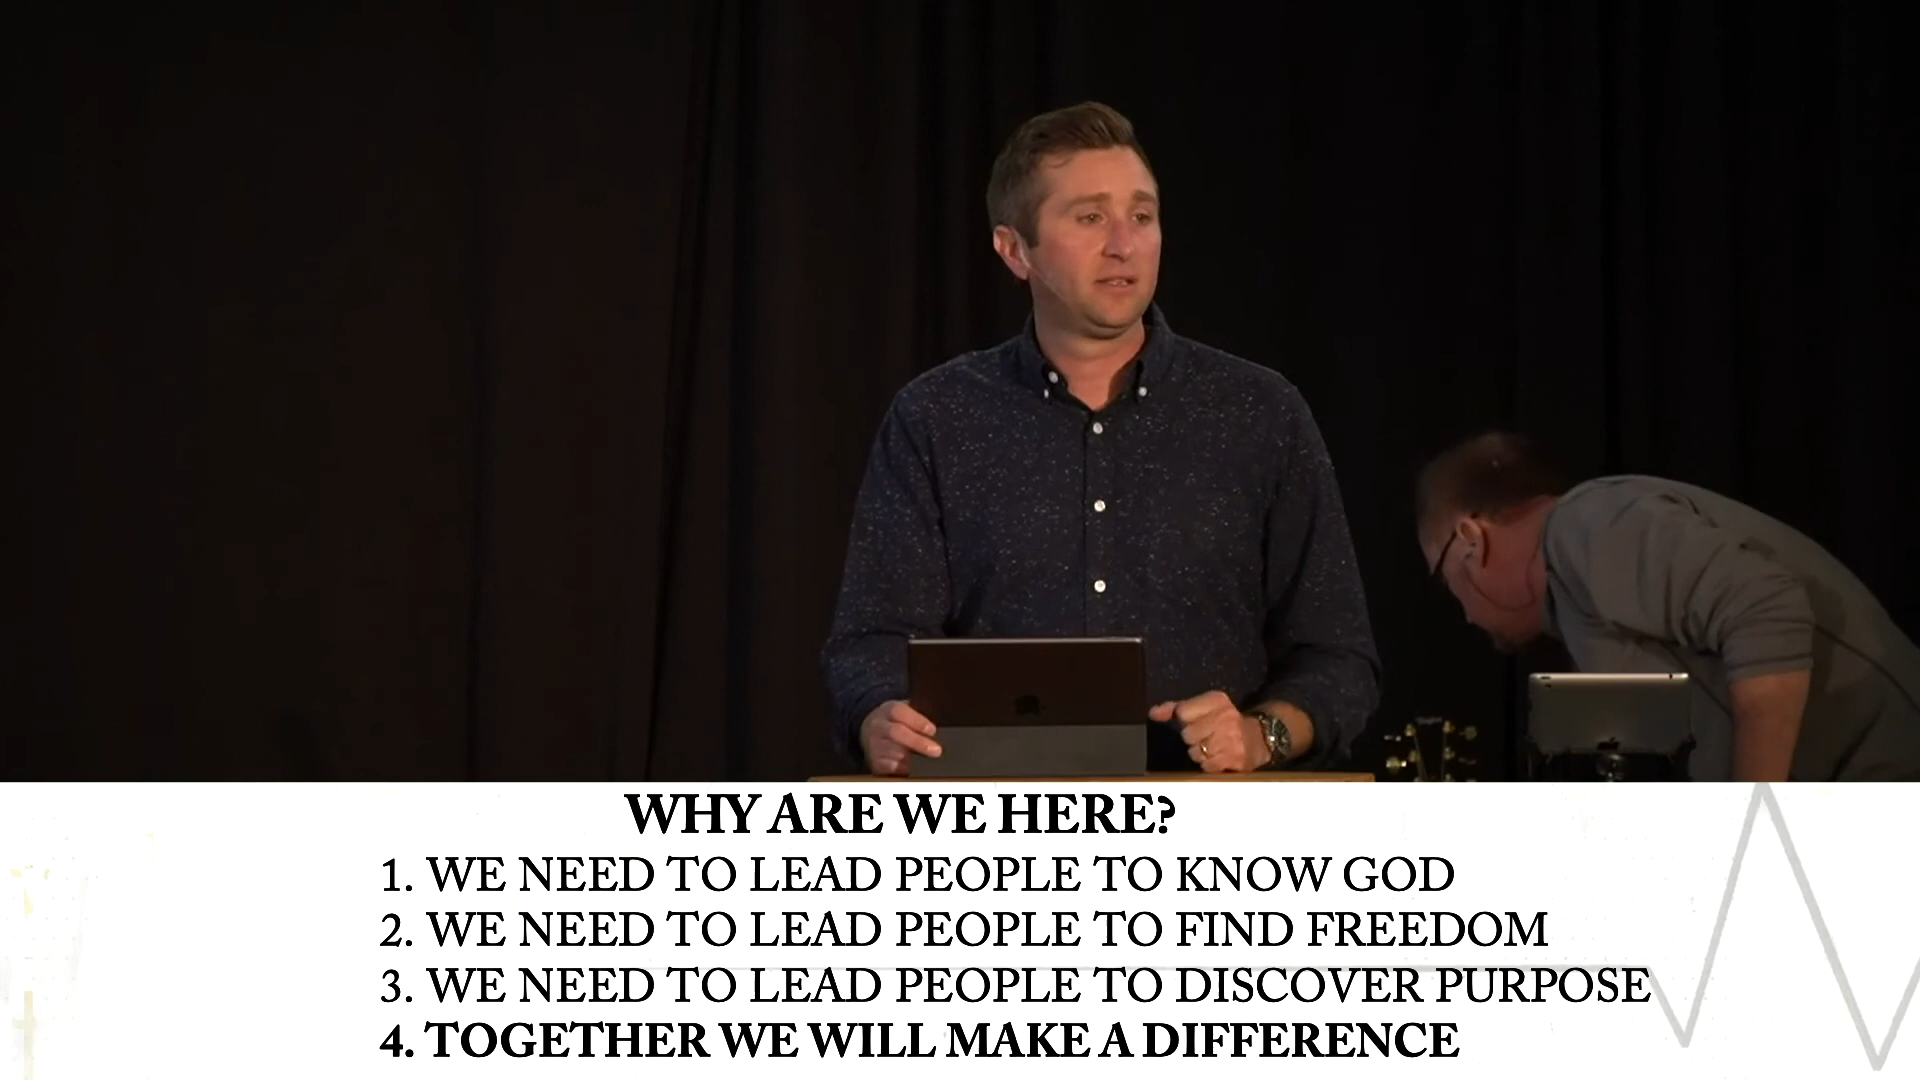 WHY ARE WE HERE?
1. WE NEED TO LEAD PEOPLE TO KNOW GOD
2. WE NEED TO LEAD PEOPLE TO FIND FREEDOM
3. WE NEED TO LEAD PEOPLE TO DISCOVER PURPOSE
4. TOGETHER WE WILL MAKE A DIFFERENCE